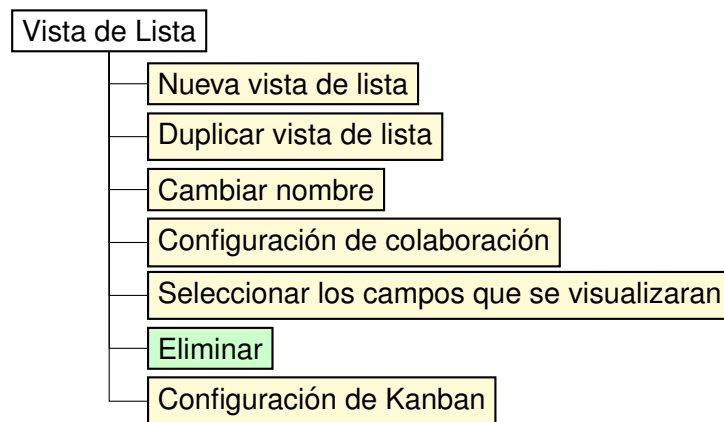 Vista de Lista
Nueva vista de lista
Duplicar vista de lista
Cambiar nombre
Configuración de colaboración
Seleccionar los campos que se visualizaran
Eliminar
Configuración de Kanban